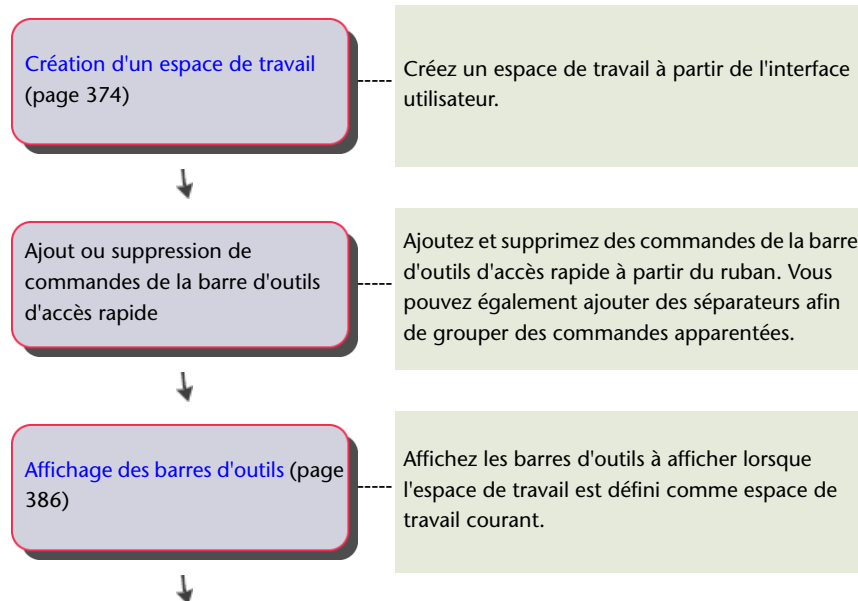 Création d'un espace de travail
(page 374)
Créez un espace de travail à partir de l'interface
utilisateur.
Ajout ou suppression de
commandes de la barre d'outils
d'accès rapide
Ajoutez et supprimez des commandes de la barre
d'outils d'accès rapide à partir du ruban. Vous
pouvez également ajouter des séparateurs afin
de grouper des commandes apparentées.
Affichage des barres d'outils (page
386)
Affichez les barres d'outils à afficher lorsque
l'espace de travail est défini comme espace de
travail courant.